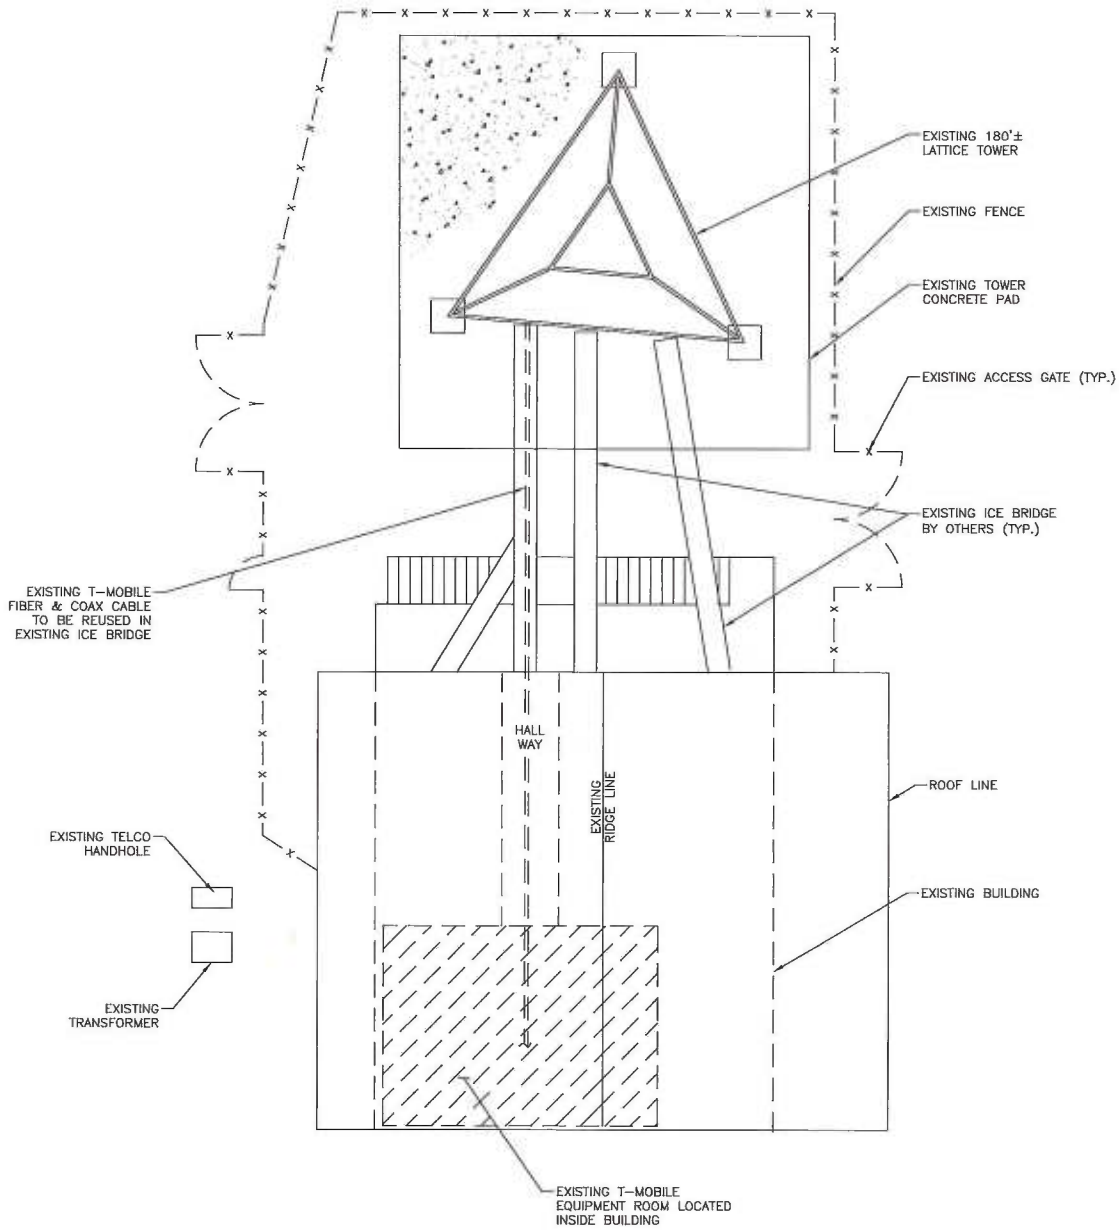 EXISTING 180'±
LATTICE TOWER
EXISTING FENCE
EXISTING TOWER
CONCRETE PAD
EXISTING ACCESS GATE (TYP.)
EXISTING ICE BRIDGE
BY OTHERS (TYP.)
EXISTING T-MOBILE
FIBER & COAX CABLE
TO BE REUSED IN
EXISTING ICE BRIDGE
HALL
WAY
EXISTING
RIDGE LINE
ROOF LINE
EXISTING TELCO
HANDHOLE
EXISTING BUILDING
EXISTING
TRANSFORMER
EXISTING T-MOBILE
EQUIPMENT ROOM LOCATED
INSIDE BUILDING